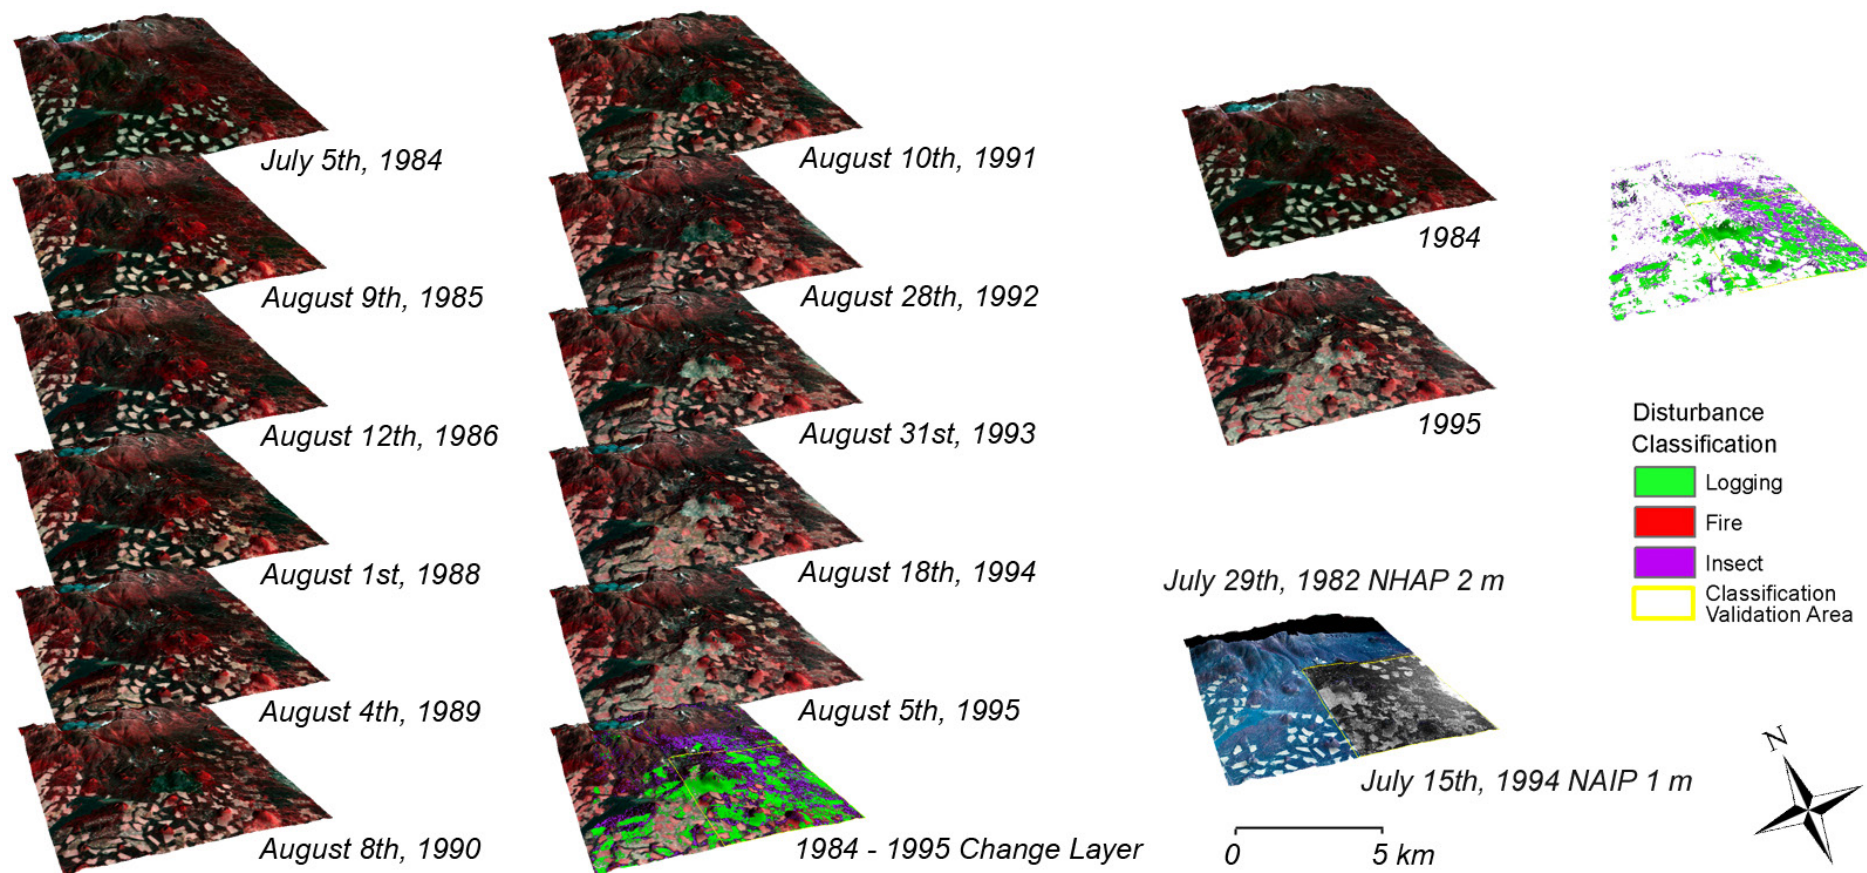 July 5th, 1984
August 9th, 1985
August 12th, 1986
August 1st, 1988
August 4th, 1989
August 8th, 1990
August 10th, 1991
August 28th, 1992
August 31st, 1993
August 18th, 1994
August 5th, 1995
1984 - 1995 Change Layer
1984
1995
July 29th, 1982 NHAP 2 m
July 15th, 1994 NAIP 1 m
0 5 km
Disturbance
Classification
Logging
Fire
Insect
Classification
Validation Area
N